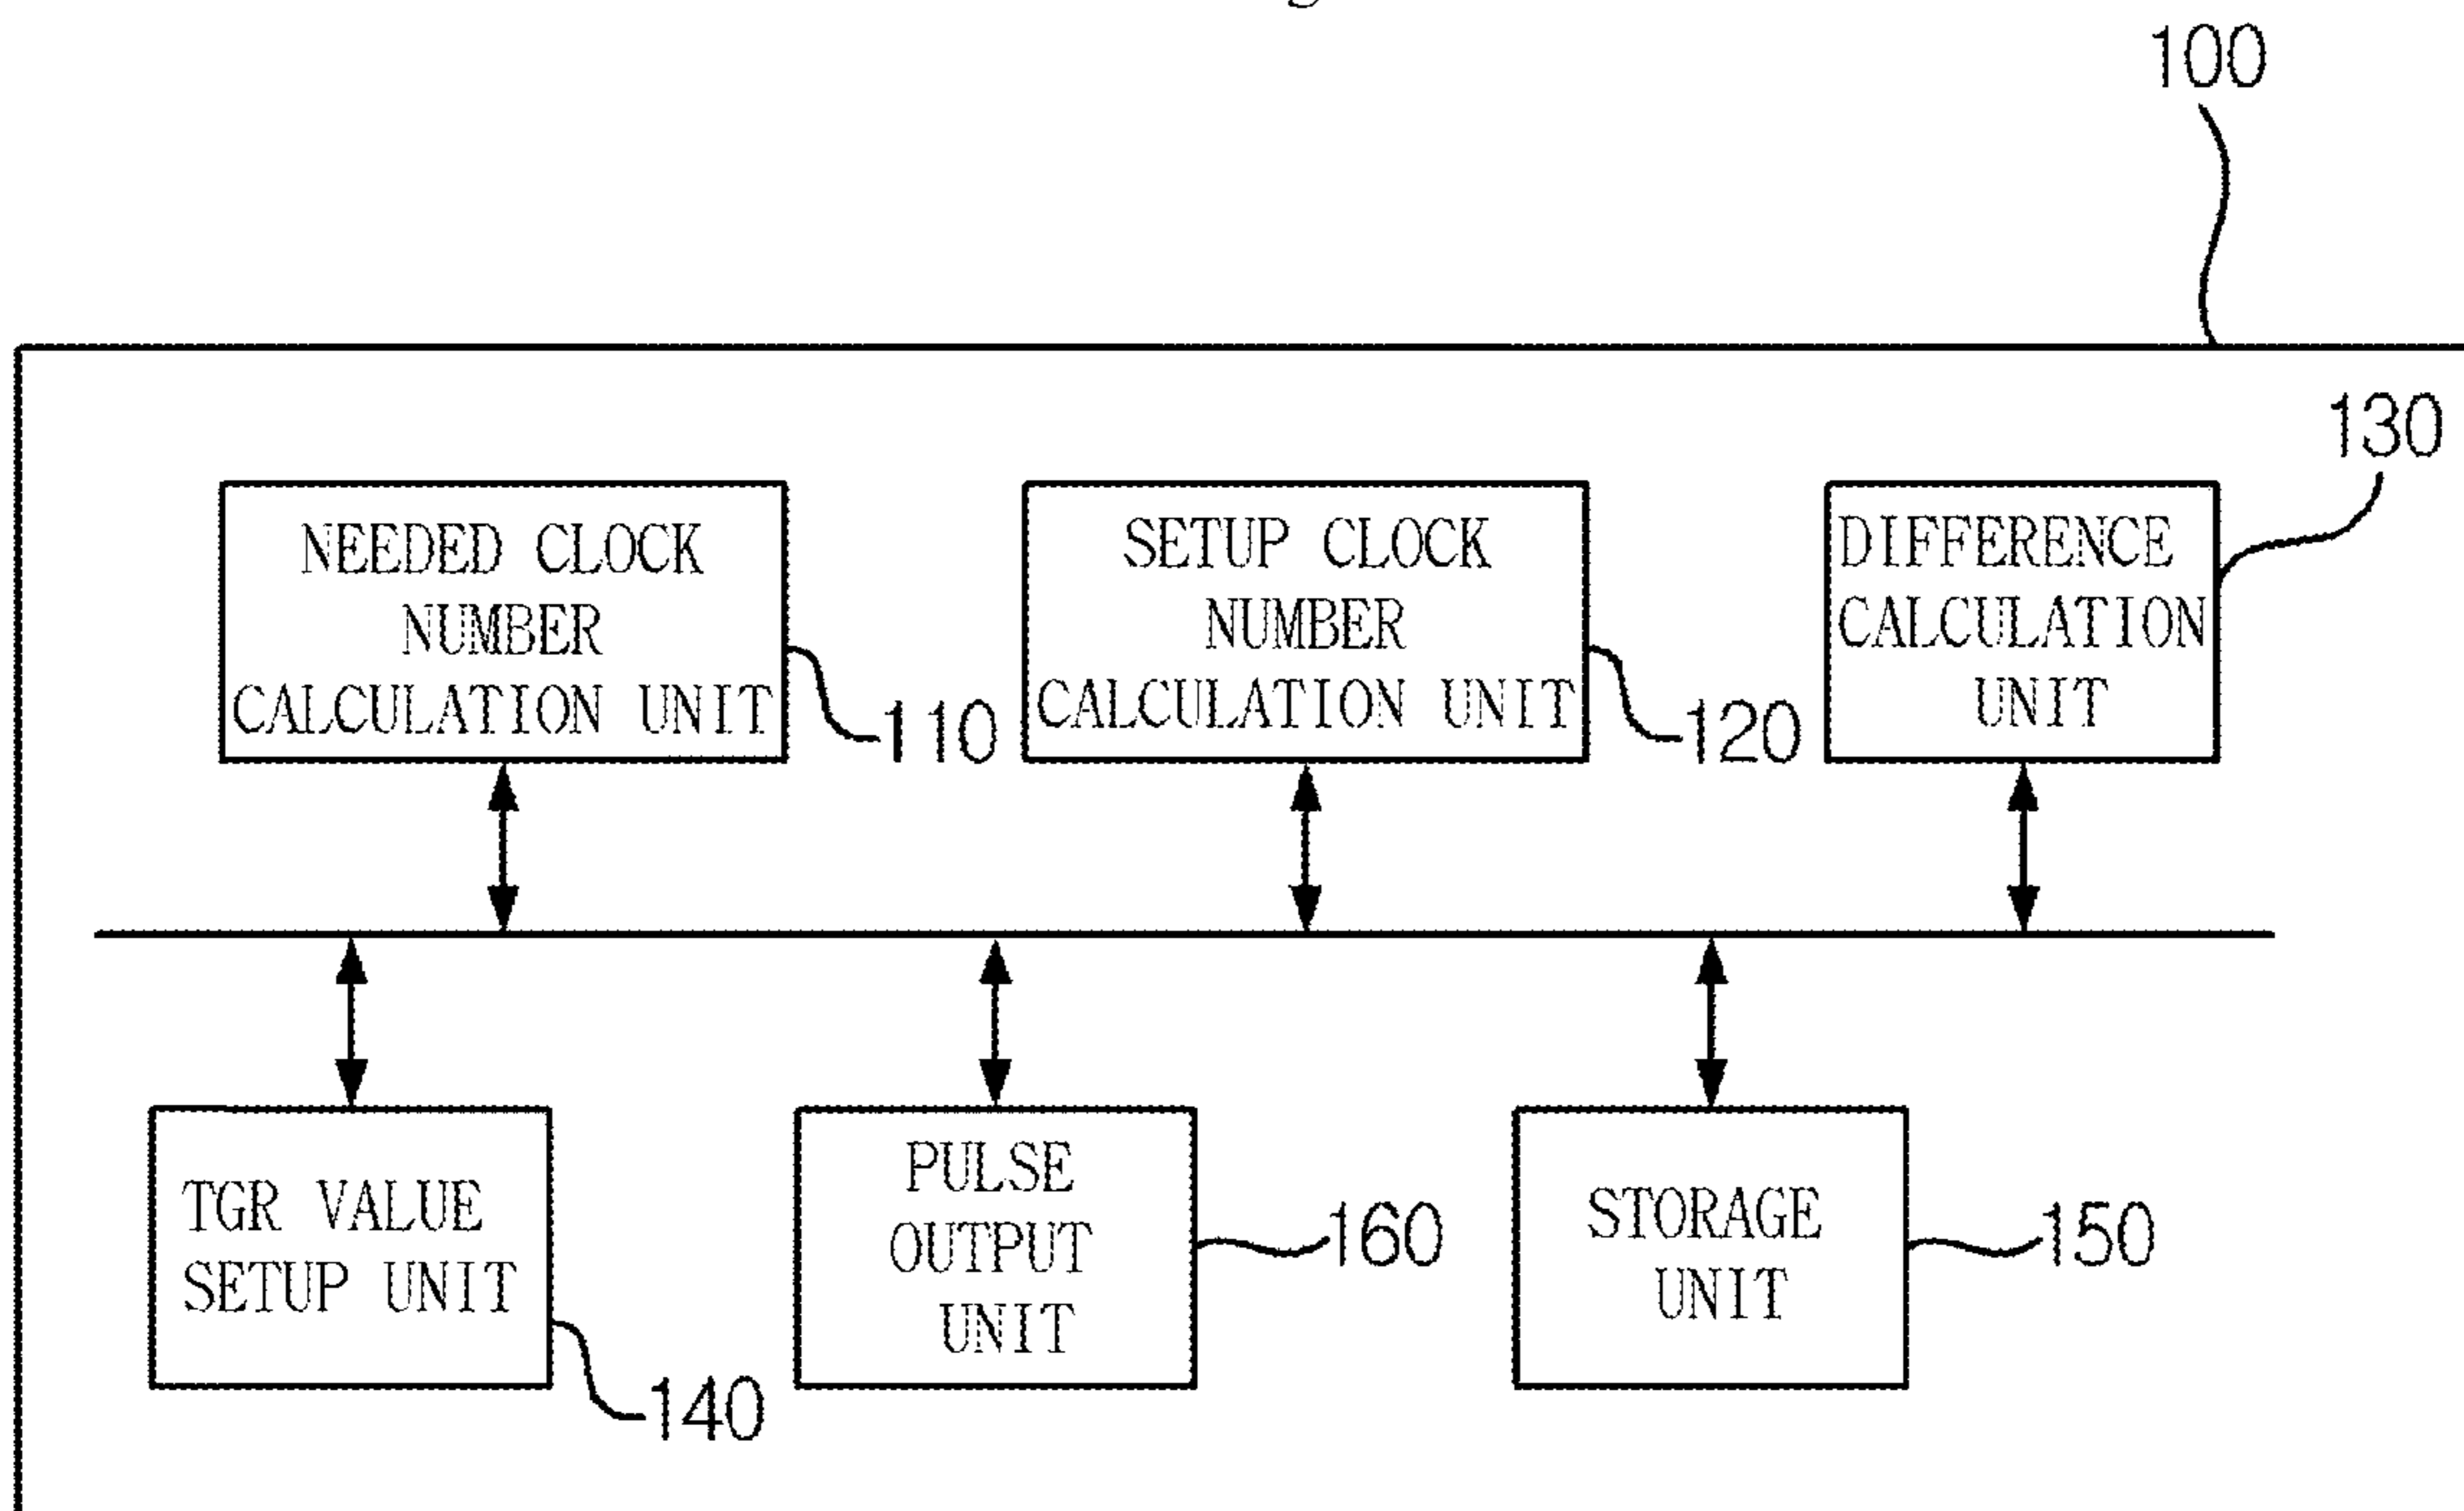 100
130
NEEDED CLOCK
NUMBER
CALCULATION UNIT
110
SETUP CLOCK
NUMBER
CALCULATION UNIT
120
DIFFERENCE
CALCULATION
UNIT
TGR VALUE
SETUP UNIT
140
PULSE
OUTPUT
UNIT
160
STORAGE
UNIT
150